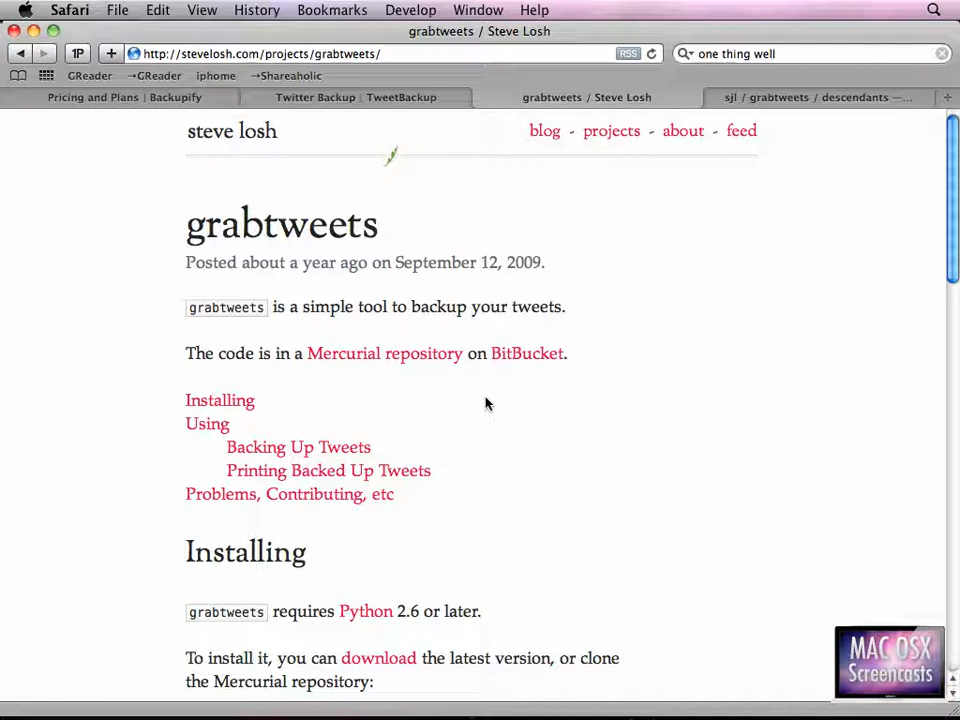 Safari File Edit View History Bookmarks Develop Window Help
grabtweets / Steve Losh
1P + http://stevelosh.com/projects/grabtweets/ RSS one thing well
GReader →GReader iphone →Shareaholic
Pricing and Plans | Backupify Twitter Backup | TweetBackup grabtweets / Steve Losh sjl / grabtweets / descendants —... +
steve losh blog - projects - about - feed
grabtweets
Posted about a year ago on September 12, 2009.
grabtweets is a simple tool to backup your tweets.
The code is in a Mercurial repository on BitBucket.
Installing
Using
Backing Up Tweets
Printing Backed Up Tweets
Problems, Contributing, etc
Installing
grabtweets requires Python 2.6 or later.
To install it, you can download the latest version, or clone
the Mercurial repository:
MAC OSX
Screencasts